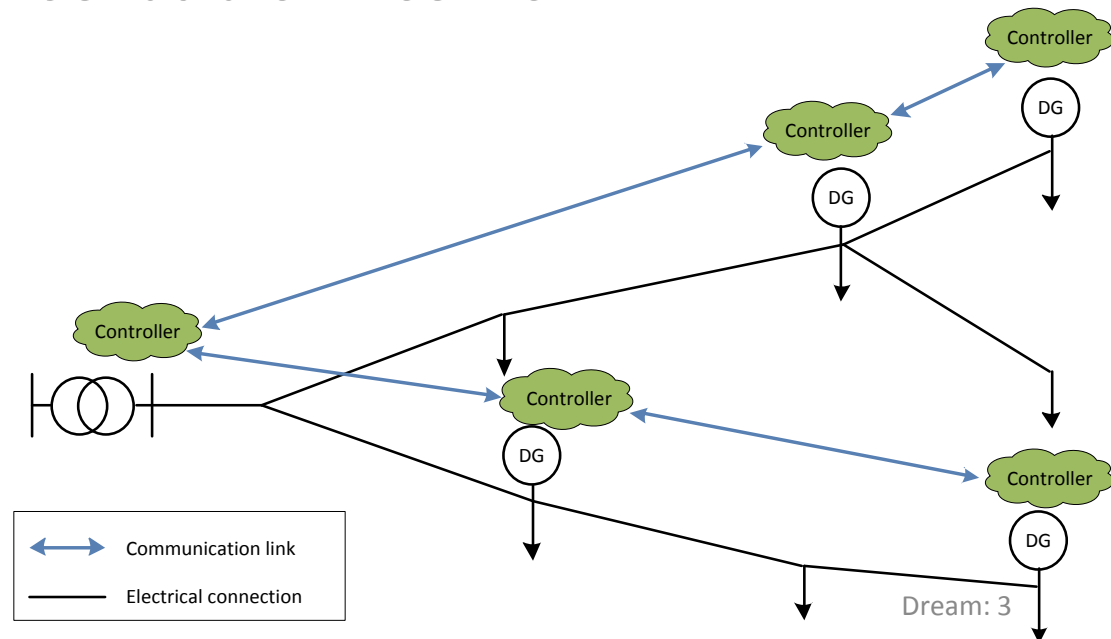 Controller
DG
Controller
DG
Controller
Controller
DG
Controller
DG
Communication link
Electrical connection
Dream: 3